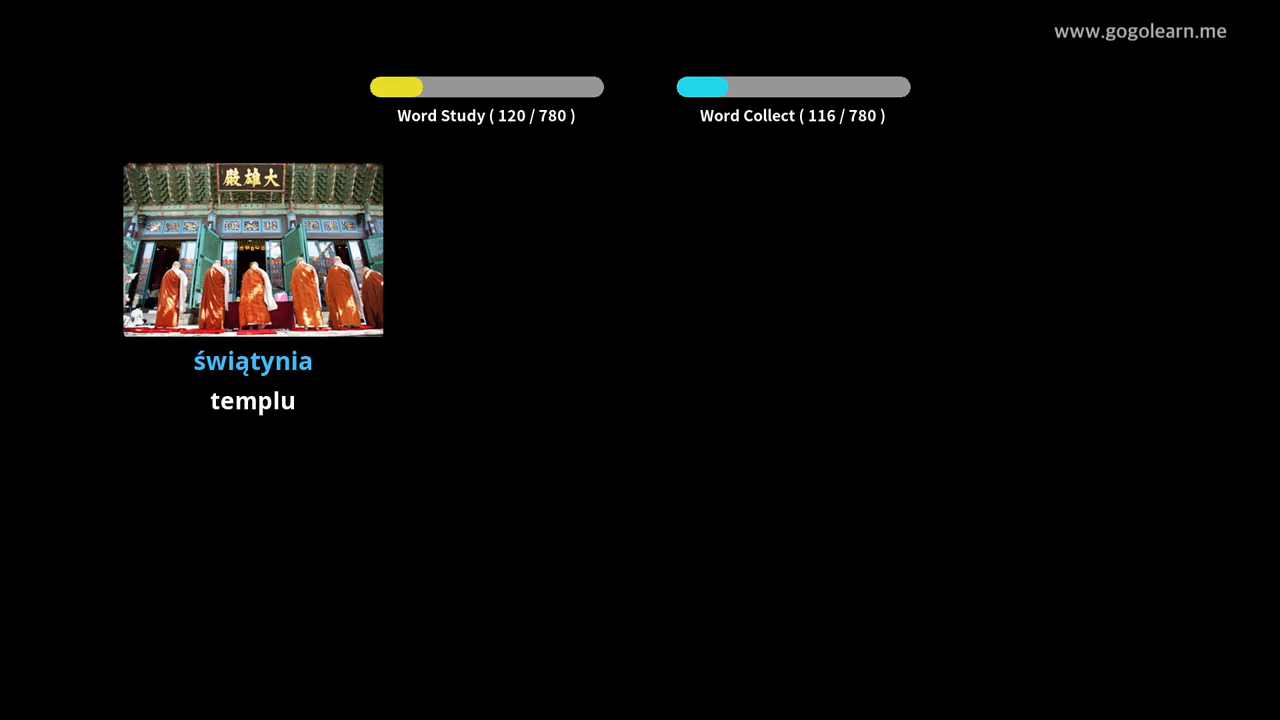 www.gogolearn.me
Word Study ( 120 / 780 )
Word Collect ( 116 / 780 )
殿雄大
świątynia
templu